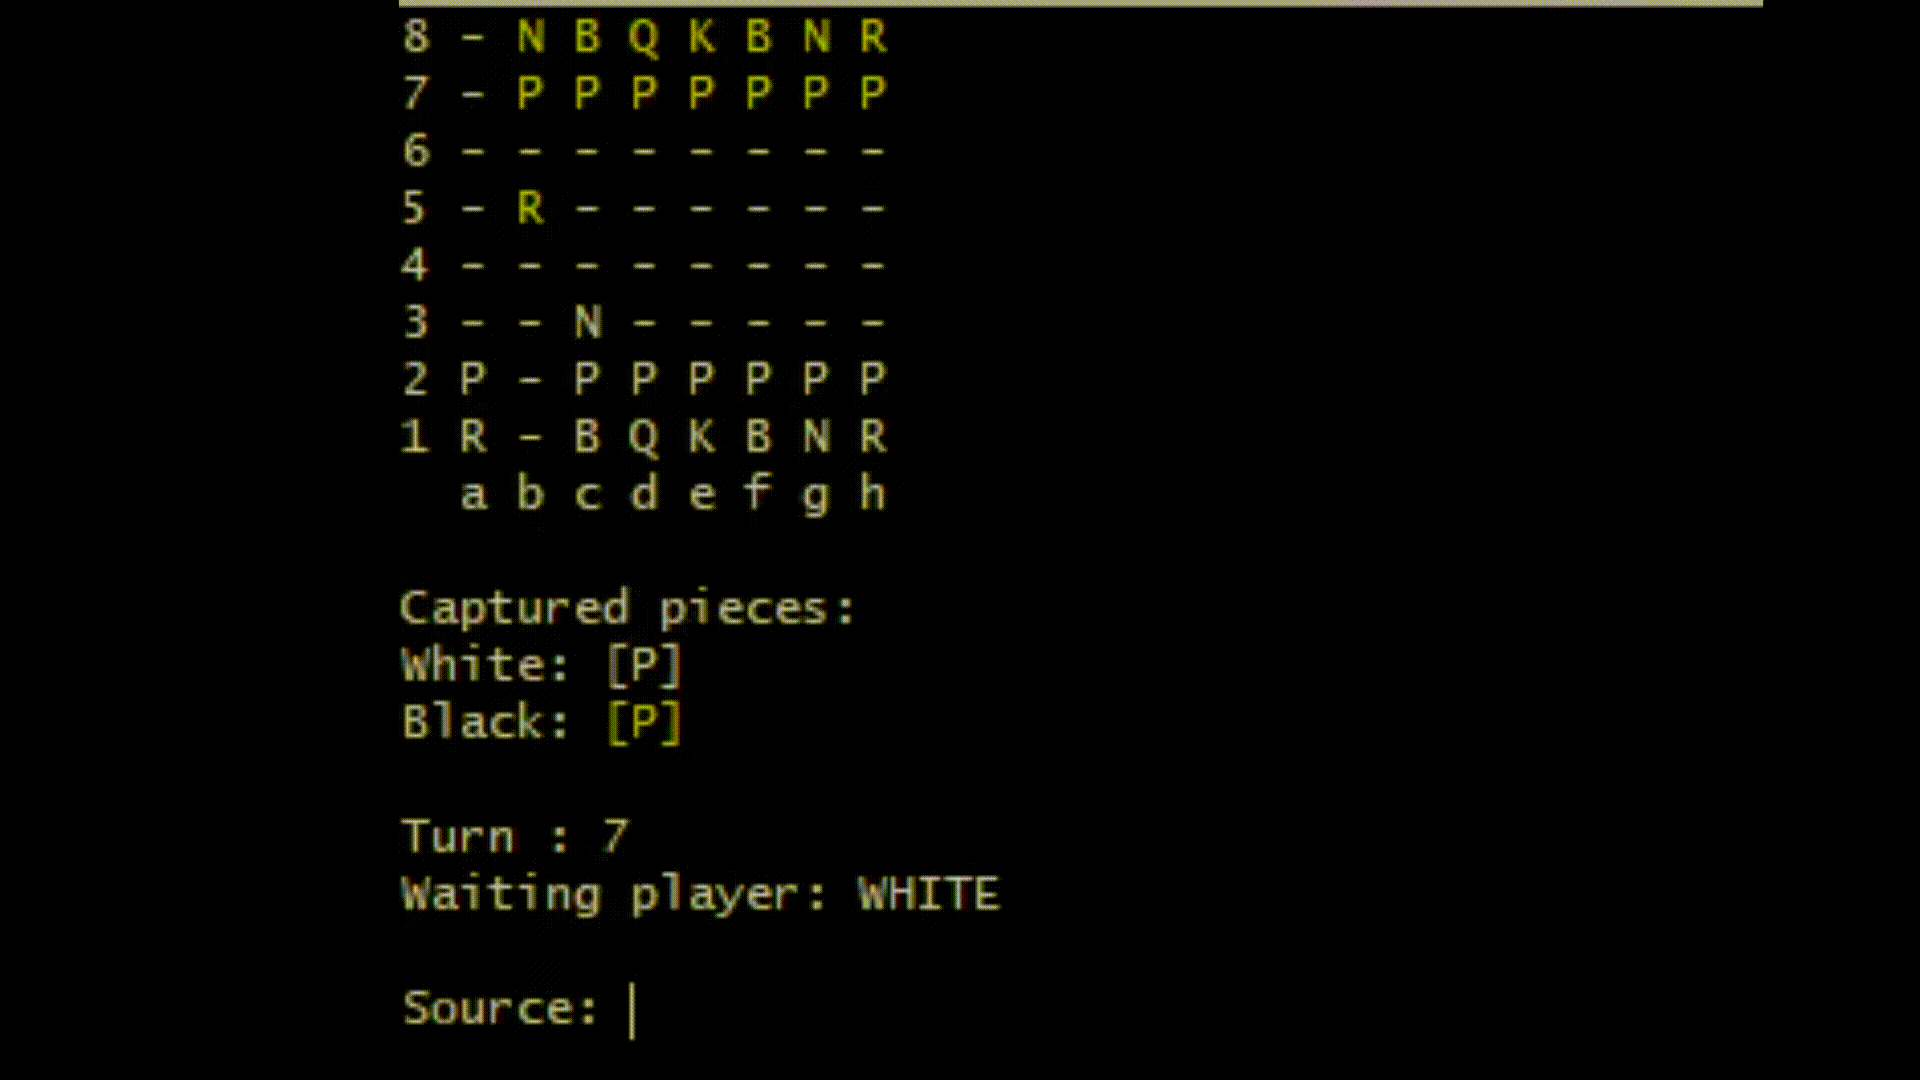 8 - N B Q K B N R
7 - P P P P P P P
6 - - - - - - - -
5 - R - - - - - -
4 - - - - - - - -
3 - - N - - - - -
2 P - P P P P P P
1 R - B Q K B N R
a b c d e f g h
Captured pieces:
White: [P]
Black: [P]
Turn : 7
Waiting player: WHITE
Source: